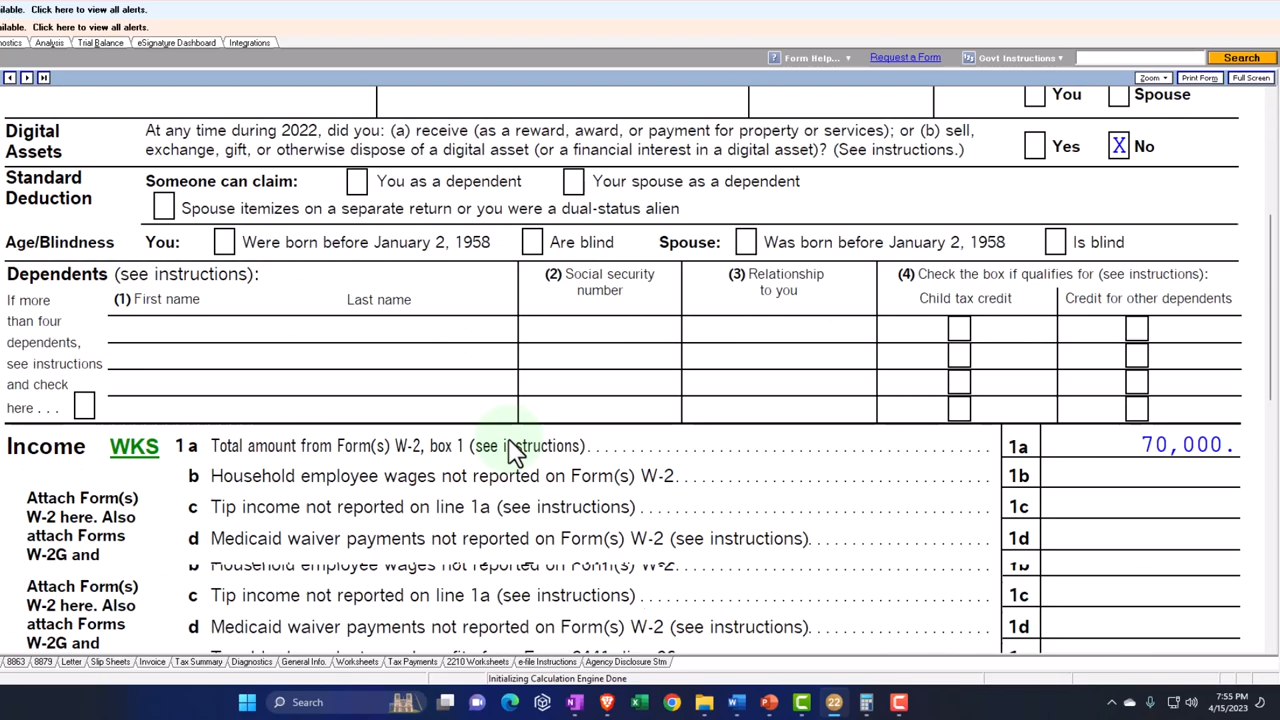 ilable. Click here to view all alerts.
ailable. Click here to view all alerts.
nostics Analysis Trial Balance eSignature Dashboard Integrations
? Form Help... Request a Form Govt Instructions Search
Zoom Print Form Full Screen
You Spouse
Digital Assets At any time during 2022, did you: (a) receive (as a reward, award, or payment for property or services); or (b) sell,
exchange, gift, or otherwise dispose of a digital asset (or a financial interest in a digital asset)? (See instructions.) Yes X No
Standard Deduction Someone can claim: You as a dependent Your spouse as a dependent
Spouse itemizes on a separate return or you were a dual-status alien
Age/Blindness You: Were born before January 2, 1958 Are blind Spouse: Was born before January 2, 1958 Is blind
Dependents (see instructions): (2) Social security number (3) Relationship to you (4) Check the box if qualifies for (see instructions):
If more (1) First name Last name Child tax credit Credit for other dependents
than four
dependents,
see instructions
and check
here . . .
Income WKS 1 a Total amount from Form(s) W-2, box 1 (see instructions) 1a 70,000.
b Household employee wages not reported on Form(s) W-2 1b
Attach Form(s)
W-2 here. Also
attach Forms
W-2G and
c Tip income not reported on line 1a (see instructions) 1c
d Medicaid waiver payments not reported on Form(s) W-2 (see instructions) 1d
b Household employee wages not reported on Form(s) W-2 1b
Attach Form(s)
W-2 here. Also
attach Forms
W-2G and
c Tip income not reported on line 1a (see instructions) 1c
d Medicaid waiver payments not reported on Form(s) W-2 (see instructions) 1d
8863 8879 Letter Slip Sheets Invoice Tax Summary Diagnostics General Info. Worksheets Tax Payments 2210 Worksheets e-file Instructions Agency Disclosure Stm
Initializing Calculation Engine Done
Search
22
7:55 PM
4/15/2023